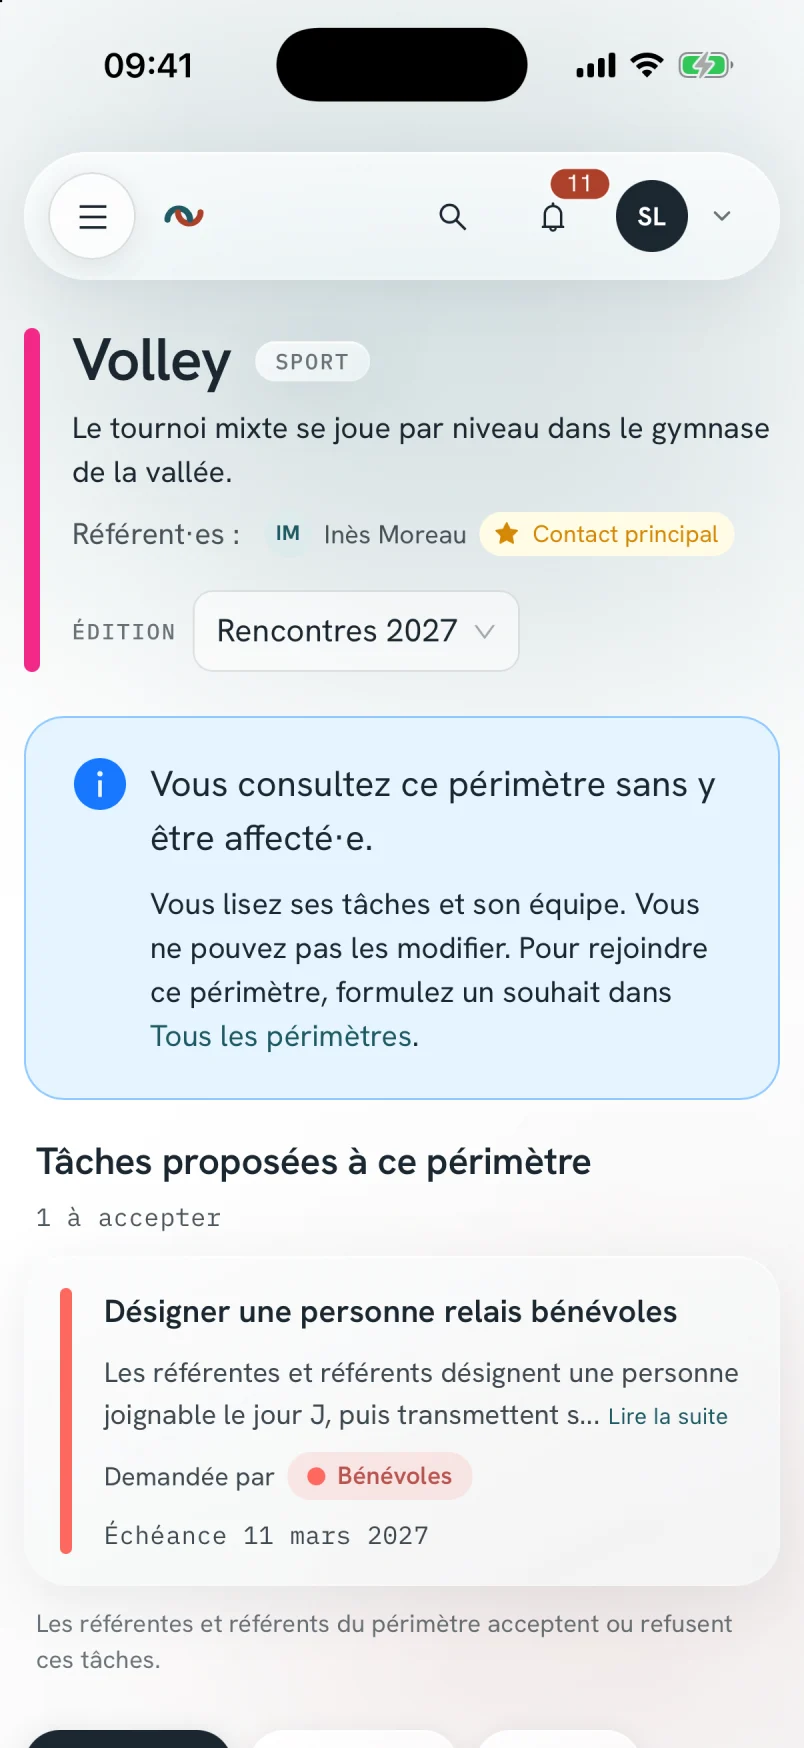 09:41
11
SL
Volley
SPORT
Le tournoi mixte se joue par niveau dans le gymnase
de la vallée.
Référent·es : IM Inès Moreau Contact principal
ÉDITION Rencontres 2027
Vous consultez ce périmètre sans y
être affecté·e.
Vous lisez ses tâches et son équipe. Vous
ne pouvez pas les modifier. Pour rejoindre
ce périmètre, formulez un souhait dans
Tous les périmètres.
Tâches proposées à ce périmètre
1 à accepter
Désigner une personne relais bénévoles
Les référentes et référents désignent une personne
joignable le jour J, puis transmettent s... Lire la suite
Demandée par Bénévoles
Échéance 11 mars 2027
Les référentes et référents du périmètre acceptent ou refusent
ces tâches.